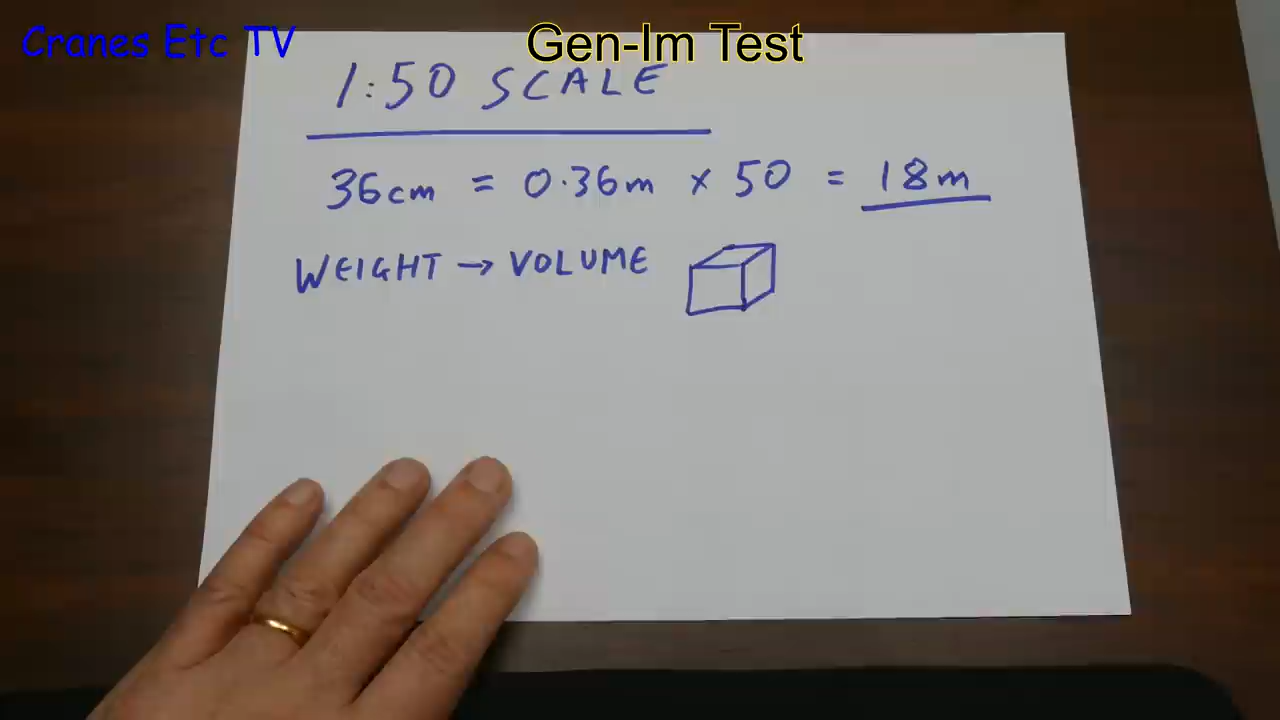 Cranes Etc TV
Gen-Im Test
1:50 SCALE
36cm = 0.36m × 50 = 18m
WEIGHT → VOLUME